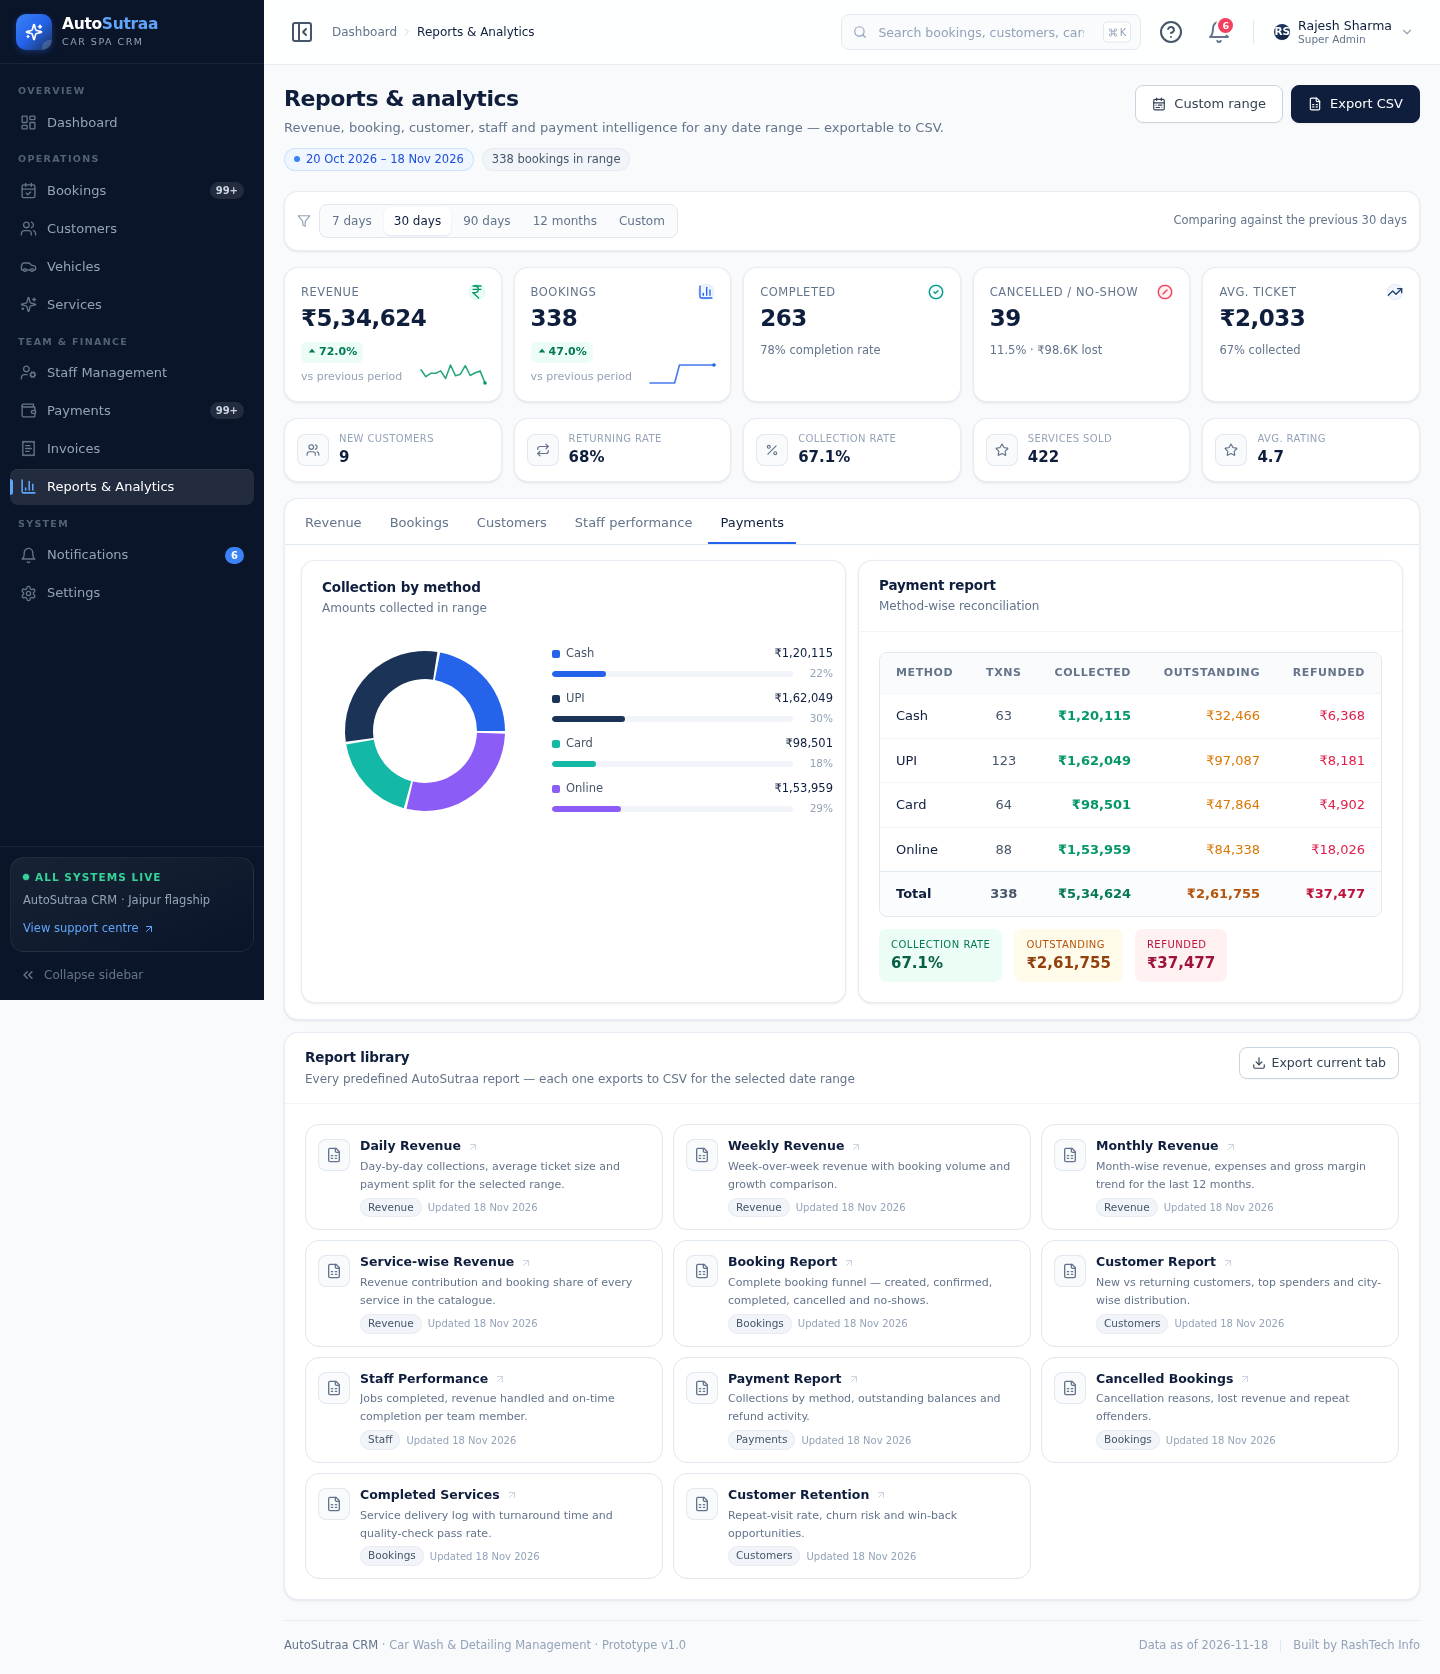 AutoSutraa
CAR SPA CRM
OVERVIEW
Dashboard
OPERATIONS
Bookings 99+
Customers
Vehicles
Services
TEAM & FINANCE
Staff Management
Payments 99+
Invoices
Reports & Analytics
SYSTEM
Notifications 6
Settings
ALL SYSTEMS LIVE
AutoSutraa CRM · Jaipur flagship
View support centre
Collapse sidebar
Dashboard Reports & Analytics
Search bookings, customers, cars
⌘K
6
RS
Rajesh Sharma
Super Admin
Reports & analytics
Revenue, booking, customer, staff and payment intelligence for any date range — exportable to CSV.
Custom range
Export CSV
20 Oct 2026 – 18 Nov 2026 338 bookings in range
7 days 30 days 90 days 12 months Custom
Comparing against the previous 30 days
REVENUE
₹5,34,624
72.0%
vs previous period
BOOKINGS
338
47.0%
vs previous period
COMPLETED
263
78% completion rate
CANCELLED / NO-SHOW
39
11.5% · ₹98.6K lost
AVG. TICKET
₹2,033
67% collected
NEW CUSTOMERS
9
RETURNING RATE
68%
COLLECTION RATE
67.1%
SERVICES SOLD
422
AVG. RATING
4.7
Revenue Bookings Customers Staff performance Payments
Collection by method
Amounts collected in range
Cash ₹1,20,115
22%
UPI ₹1,62,049
30%
Card ₹98,501
18%
Online ₹1,53,959
29%
Payment report
Method-wise reconciliation
METHOD TXNS COLLECTED OUTSTANDING REFUNDED
Cash 63 ₹1,20,115 ₹32,466 ₹6,368
UPI 123 ₹1,62,049 ₹97,087 ₹8,181
Card 64 ₹98,501 ₹47,864 ₹4,902
Online 88 ₹1,53,959 ₹84,338 ₹18,026
Total 338 ₹5,34,624 ₹2,61,755 ₹37,477
COLLECTION RATE
67.1%
OUTSTANDING
₹2,61,755
REFUNDED
₹37,477
Report library
Every predefined AutoSutraa report — each one exports to CSV for the selected date range
Export current tab
Daily Revenue
Day-by-day collections, average ticket size and
payment split for the selected range.
Revenue Updated 18 Nov 2026
Weekly Revenue
Week-over-week revenue with booking volume and
growth comparison.
Revenue Updated 18 Nov 2026
Monthly Revenue
Month-wise revenue, expenses and gross margin
trend for the last 12 months.
Revenue Updated 18 Nov 2026
Service-wise Revenue
Revenue contribution and booking share of every
service in the catalogue.
Revenue Updated 18 Nov 2026
Booking Report
Complete booking funnel — created, confirmed,
completed, cancelled and no-shows.
Bookings Updated 18 Nov 2026
Customer Report
New vs returning customers, top spenders and city-
wise distribution.
Customers Updated 18 Nov 2026
Staff Performance
Jobs completed, revenue handled and on-time
completion per team member.
Staff Updated 18 Nov 2026
Payment Report
Collections by method, outstanding balances and
refund activity.
Payments Updated 18 Nov 2026
Cancelled Bookings
Cancellation reasons, lost revenue and repeat
offenders.
Bookings Updated 18 Nov 2026
Completed Services
Service delivery log with turnaround time and
quality-check pass rate.
Bookings Updated 18 Nov 2026
Customer Retention
Repeat-visit rate, churn risk and win-back
opportunities.
Customers Updated 18 Nov 2026
AutoSutraa CRM · Car Wash & Detailing Management · Prototype v1.0
Data as of 2026-11-18 Built by RashTech Info